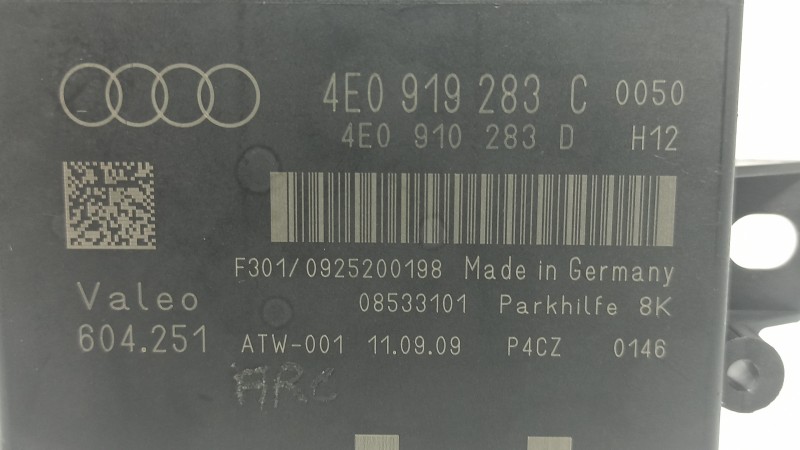 4E0 919 283 C 0050
4E0 910 283 D H12
F301/0925200198 Made in Germany
Valeo 08533101 Parkhilfe 8K
604.251 ATW-001 11.09.09 P4CZ 0146
ARC